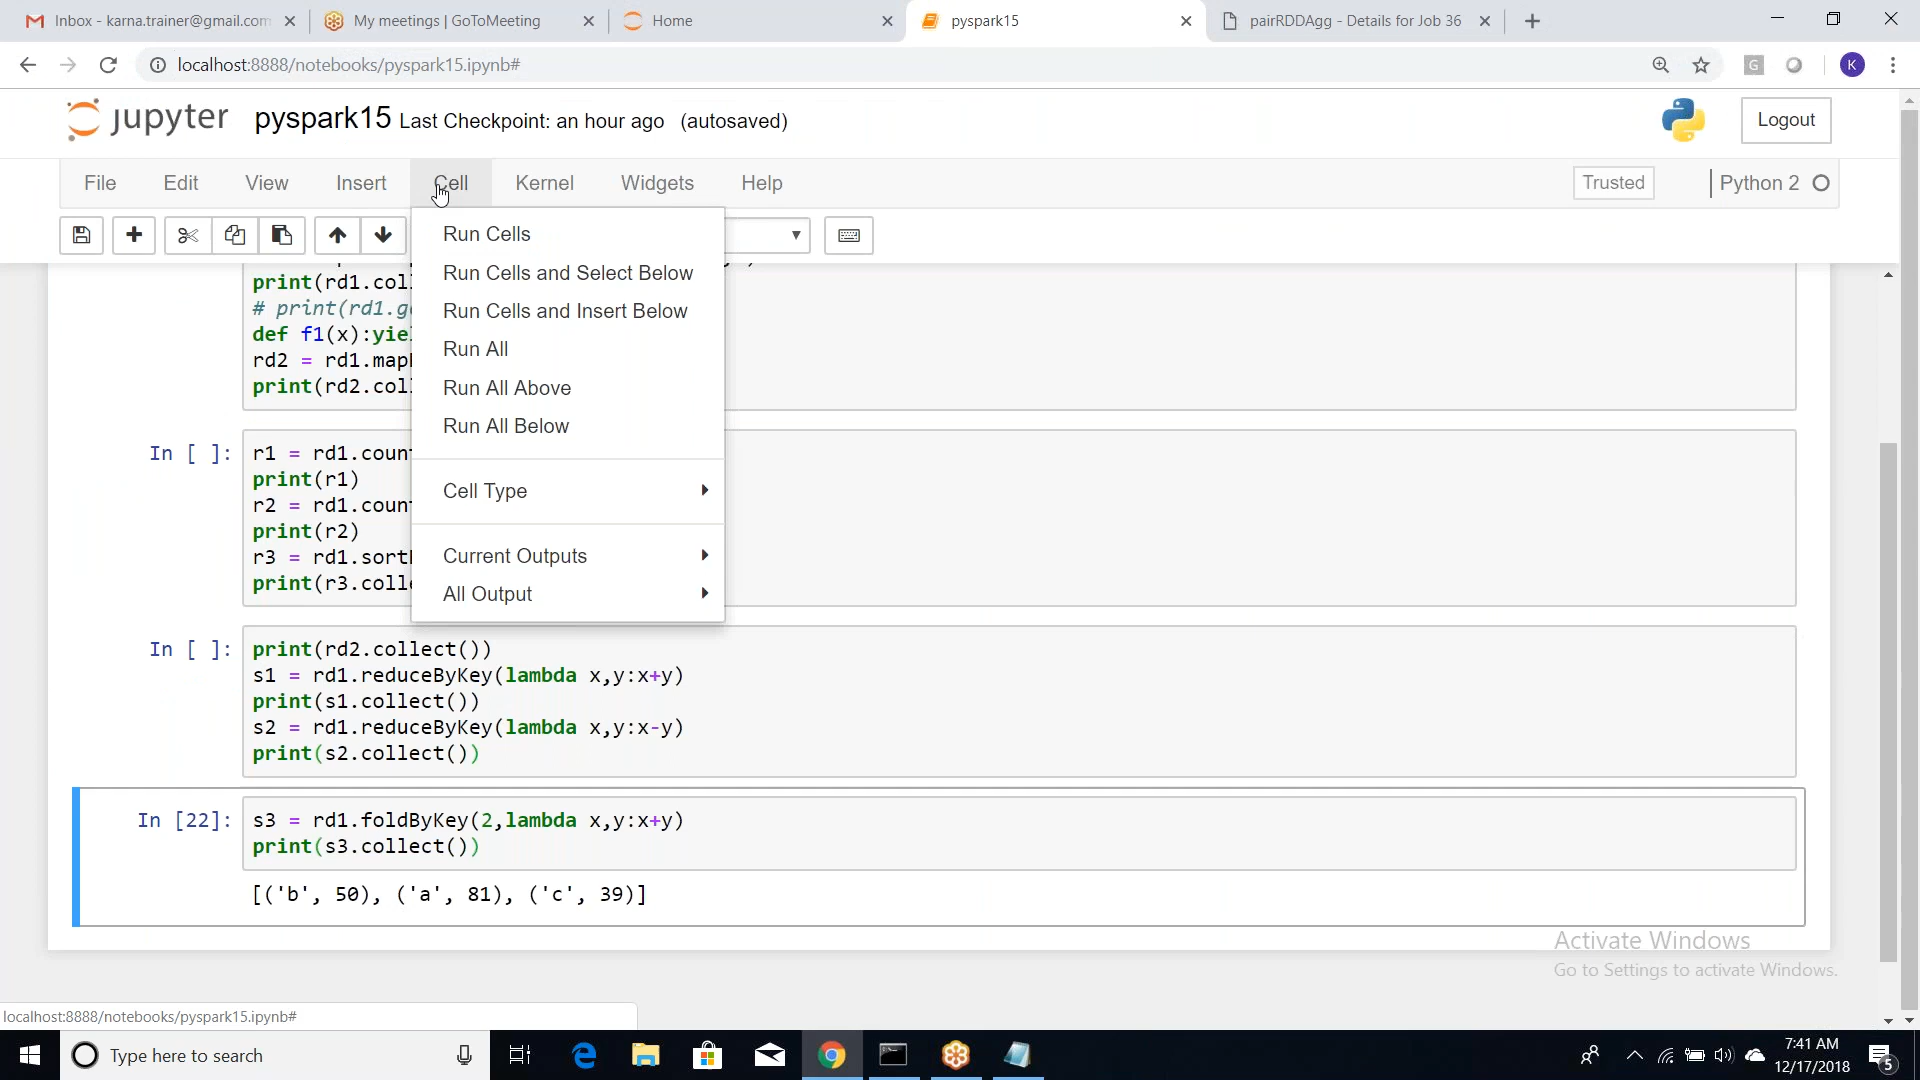 Inbox - karna.trainer@gmail.com
My meetings | GoToMeeting
Home
pyspark15
pairRDDAgg - Details for Job 36
localhost:8888/notebooks/pyspark15.ipynb#
G
K
jupyter pyspark15 Last Checkpoint: an hour ago (autosaved)
Logout
File Edit View Insert Cell Kernel Widgets Help
Trusted
Python 2
Run Cells
Run Cells and Select Below
Run Cells and Insert Below
Run All
Run All Above
Run All Below
Cell Type
Current Outputs
All Output
print(rd1.col
# print(rd1.g
def f1(x):yie
rd2 = rd1.map
print(rd2.col
In [ ]: r1 = rd1.coun
print(r1)
r2 = rd1.coun
print(r2)
r3 = rd1.sort
print(r3.colle
In [ ]: print(rd2.collect())
s1 = rd1.reduceByKey(lambda x,y:x+y)
print(s1.collect())
s2 = rd1.reduceByKey(lambda x,y:x-y)
print(s2.collect())
In [22]: s3 = rd1.foldByKey(2,lambda x,y:x+y)
print(s3.collect())
[('b', 50), ('a', 81), ('c', 39)]
Activate Windows
Go to Settings to activate Windows.
localhost:8888/notebooks/pyspark15.ipynb#
Type here to search
7:41 AM
12/17/2018
5